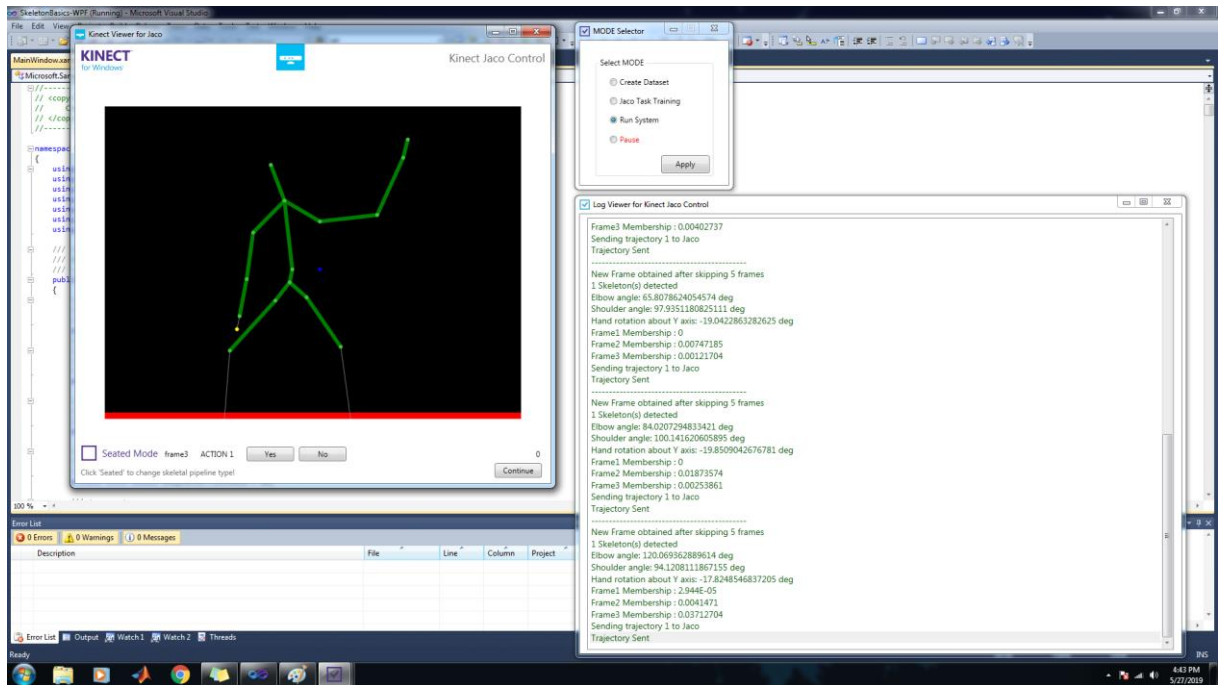 SkeletonBasics-WPF (Running) - Microsoft Visual Studio
File Edit View
MainWindow.xam
Microsoft.Sam
// <copy
// C
// </cop
namespac
{
usin
usin
usin
usin
usin
usin
usin
///
///
///
publ
{
100 %
Kinect Viewer for Jaco
KINECT
for Windows
Kinect Jaco Control
Seated Mode frame3 ACTION 1 Yes No 0
Click 'Seated' to change skeletal pipeline type!
Continue
MODE Selector
Select MODE
Create Dataset
Jaco Task Training
Run System
Pause
Apply
Log Viewer for Kinect Jaco Control
Frame3 Membership : 0.00402737
Sending trajectory 1 to Jaco
Trajectory Sent
----------------------------------------------
New Frame obtained after skipping 5 frames
1 Skeleton(s) detected
Elbow angle: 65.8078624054574 deg
Shoulder angle: 97.9351180825111 deg
Hand rotation about Y axis: -19.0422863282625 deg
Frame1 Membership : 0
Frame2 Membership : 0.00747185
Frame3 Membership : 0.00121704
Sending trajectory 1 to Jaco
Trajectory Sent
----------------------------------------------
New Frame obtained after skipping 5 frames
1 Skeleton(s) detected
Elbow angle: 84.0207294833421 deg
Shoulder angle: 100.141620605895 deg
Hand rotation about Y axis: -19.8509042676781 deg
Frame1 Membership : 0
Frame2 Membership : 0.01873574
Frame3 Membership : 0.00253861
Sending trajectory 1 to Jaco
Trajectory Sent
----------------------------------------------
New Frame obtained after skipping 5 frames
1 Skeleton(s) detected
Elbow angle: 120.069362889614 deg
Shoulder angle: 94.1208111867155 deg
Hand rotation about Y axis: -17.8248546837205 deg
Frame1 Membership : 2.944E-05
Frame2 Membership : 0.0041471
Frame3 Membership : 0.03712704
Sending trajectory 1 to Jaco
Trajectory Sent
Error List
0 Errors 0 Warnings 0 Messages
Description File Line Column Project
Error List Output Watch 1 Watch 2 Threads
Ready INS
4:43 PM
5/27/2019